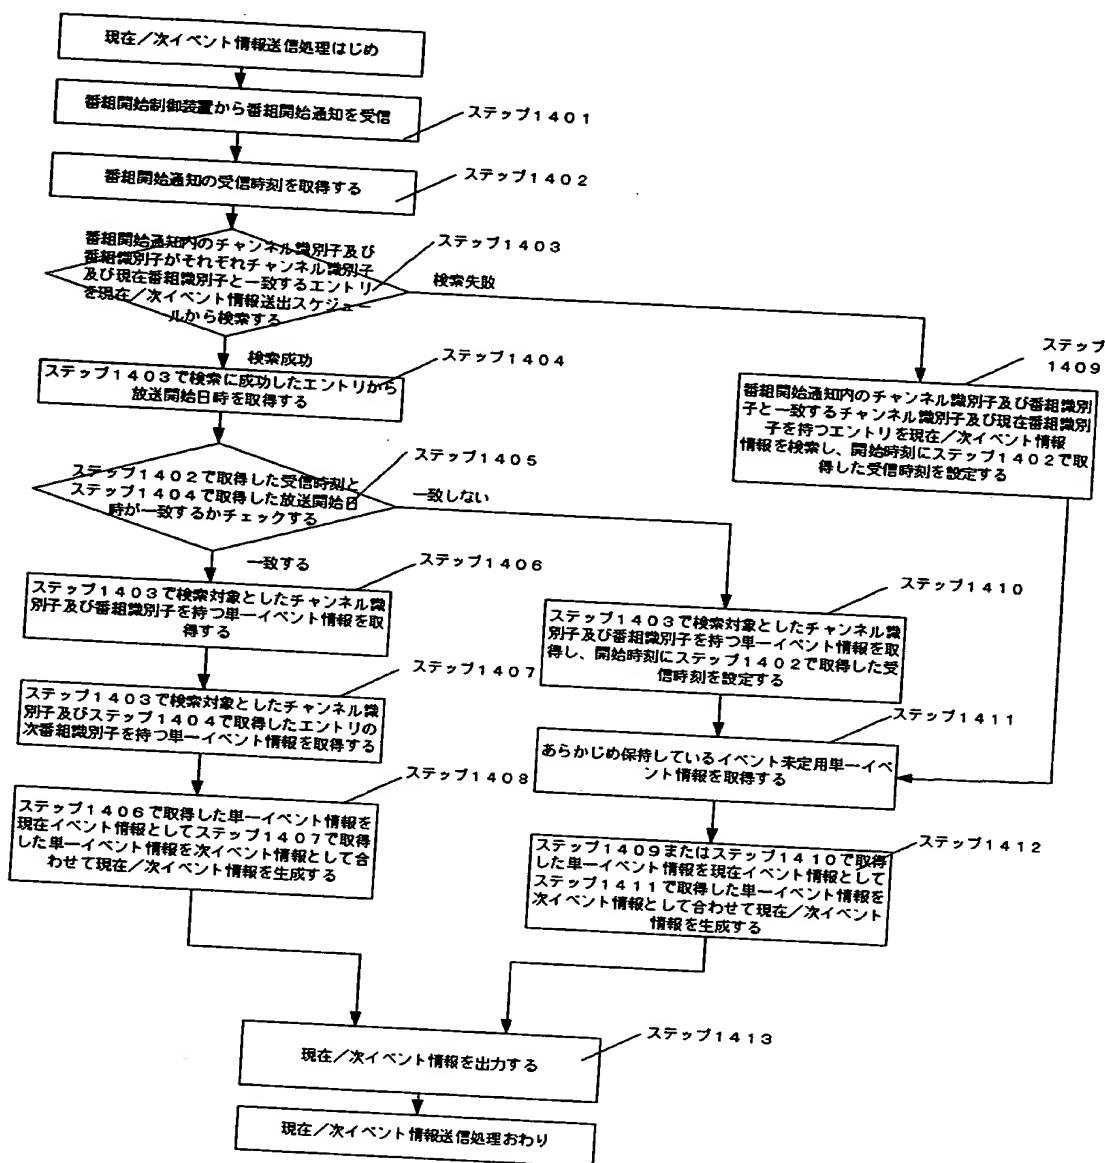 現在／次イベント情報送信処理はじめ
番組開始制御装置から番組開始通知を受信
ステップ１４０１
番組開始通知の受信時刻を取得する
ステップ１４０２
番組開始通知内のチャンネル識別子及び
番組識別子がそれぞれチャンネル識別子
及び現在番組識別子と一致するエントリ
を現在／次イベント情報送出スケジュー
ルから検索する
ステップ１４０３
検索失敗
検索成功
ステップ１４０４
ステップ１４０３で検索に成功したエントリから
放送開始日時を取得する
ステップ
１４０９
番組開始通知内のチャンネル識別子及び番組識別
子と一致するチャンネル識別子及び現在番組識別
子を持つエントリを現在／次イベント情報
情報を検索し、開始時刻にステップ１４０２で取
得した受信時刻を設定する
ステップ１４０５
ステップ１４０２で取得した受信時刻と
ステップ１４０４で取得した放送開始日
時が一致するかチェックする
一致しない
一致する
ステップ１４０６
ステップ１４０３で検索対象としたチャンネル識
別子及び番組識別子を持つ単一イベント情報を取
得する
ステップ１４１０
ステップ１４０３で検索対象としたチャンネル識
別子及び番組識別子を持つ単一イベント情報を取
得し、開始時刻にステップ１４０２で取得した受
信時刻を設定する
ステップ１４０７
ステップ１４０３で検索対象としたチャンネル識
別子及びステップ１４０４で取得したエントリの
次番組識別子を持つ単一イベント情報を取得する
ステップ１４１１
あらかじめ保持しているイベント未定用単一イベ
ント情報を取得する
ステップ１４０８
ステップ１４０６で取得した単一イベント情報を
現在イベント情報としてステップ１４０７で取得
した単一イベント情報を次イベント情報として合
わせて現在／次イベント情報を生成する
ステップ１４１２
ステップ１４０９またはステップ１４１０で取得
した単一イベント情報を現在イベント情報として
ステップ１４１１で取得した単一イベント情報を
次イベント情報として合わせて現在／次イベント
情報を生成する
ステップ１４１３
現在／次イベント情報を出力する
現在／次イベント情報送信処理おわり